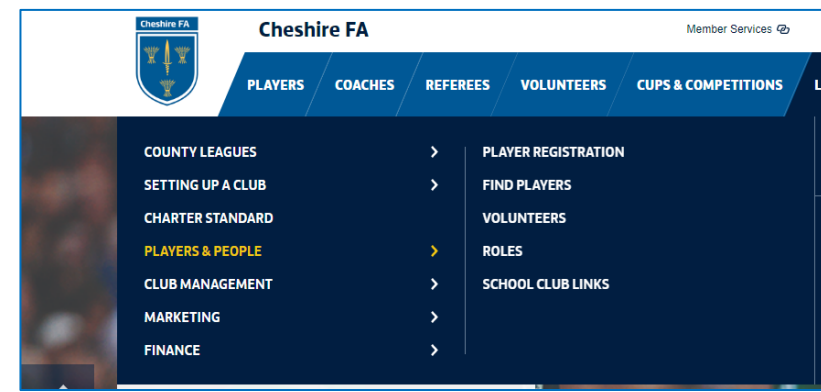 Cheshire FA
Cheshire FA
Member Services
PLAYERS
COACHES
REFEREES
VOLUNTEERS
CUPS & COMPETITIONS
L
COUNTY LEAGUES
SETTING UP A CLUB
CHARTER STANDARD
PLAYERS & PEOPLE
CLUB MANAGEMENT
MARKETING
FINANCE
PLAYER REGISTRATION
FIND PLAYERS
VOLUNTEERS
ROLES
SCHOOL CLUB LINKS